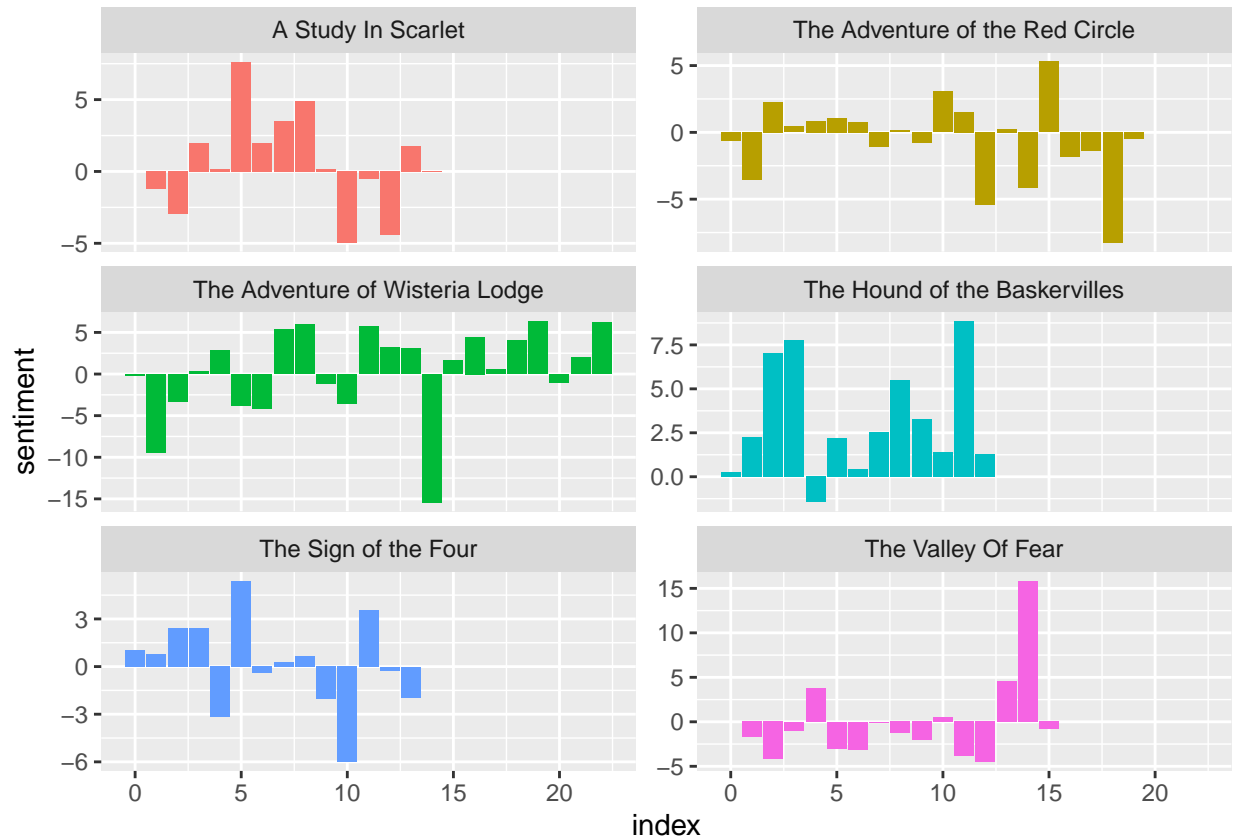 A Study In Scarlet
The Adventure of the Red Circle
5
0
−5
5
0
−5
The Adventure of Wisteria Lodge
The Hound of the Baskervilles
5
0
−5
−10
−15
7.5
5.0
2.5
0.0
sentiment
The Sign of the Four
The Valley Of Fear
3
0
−3
−6
15
10
5
0
−5
0 5 10 15 20
0 5 10 15 20
index